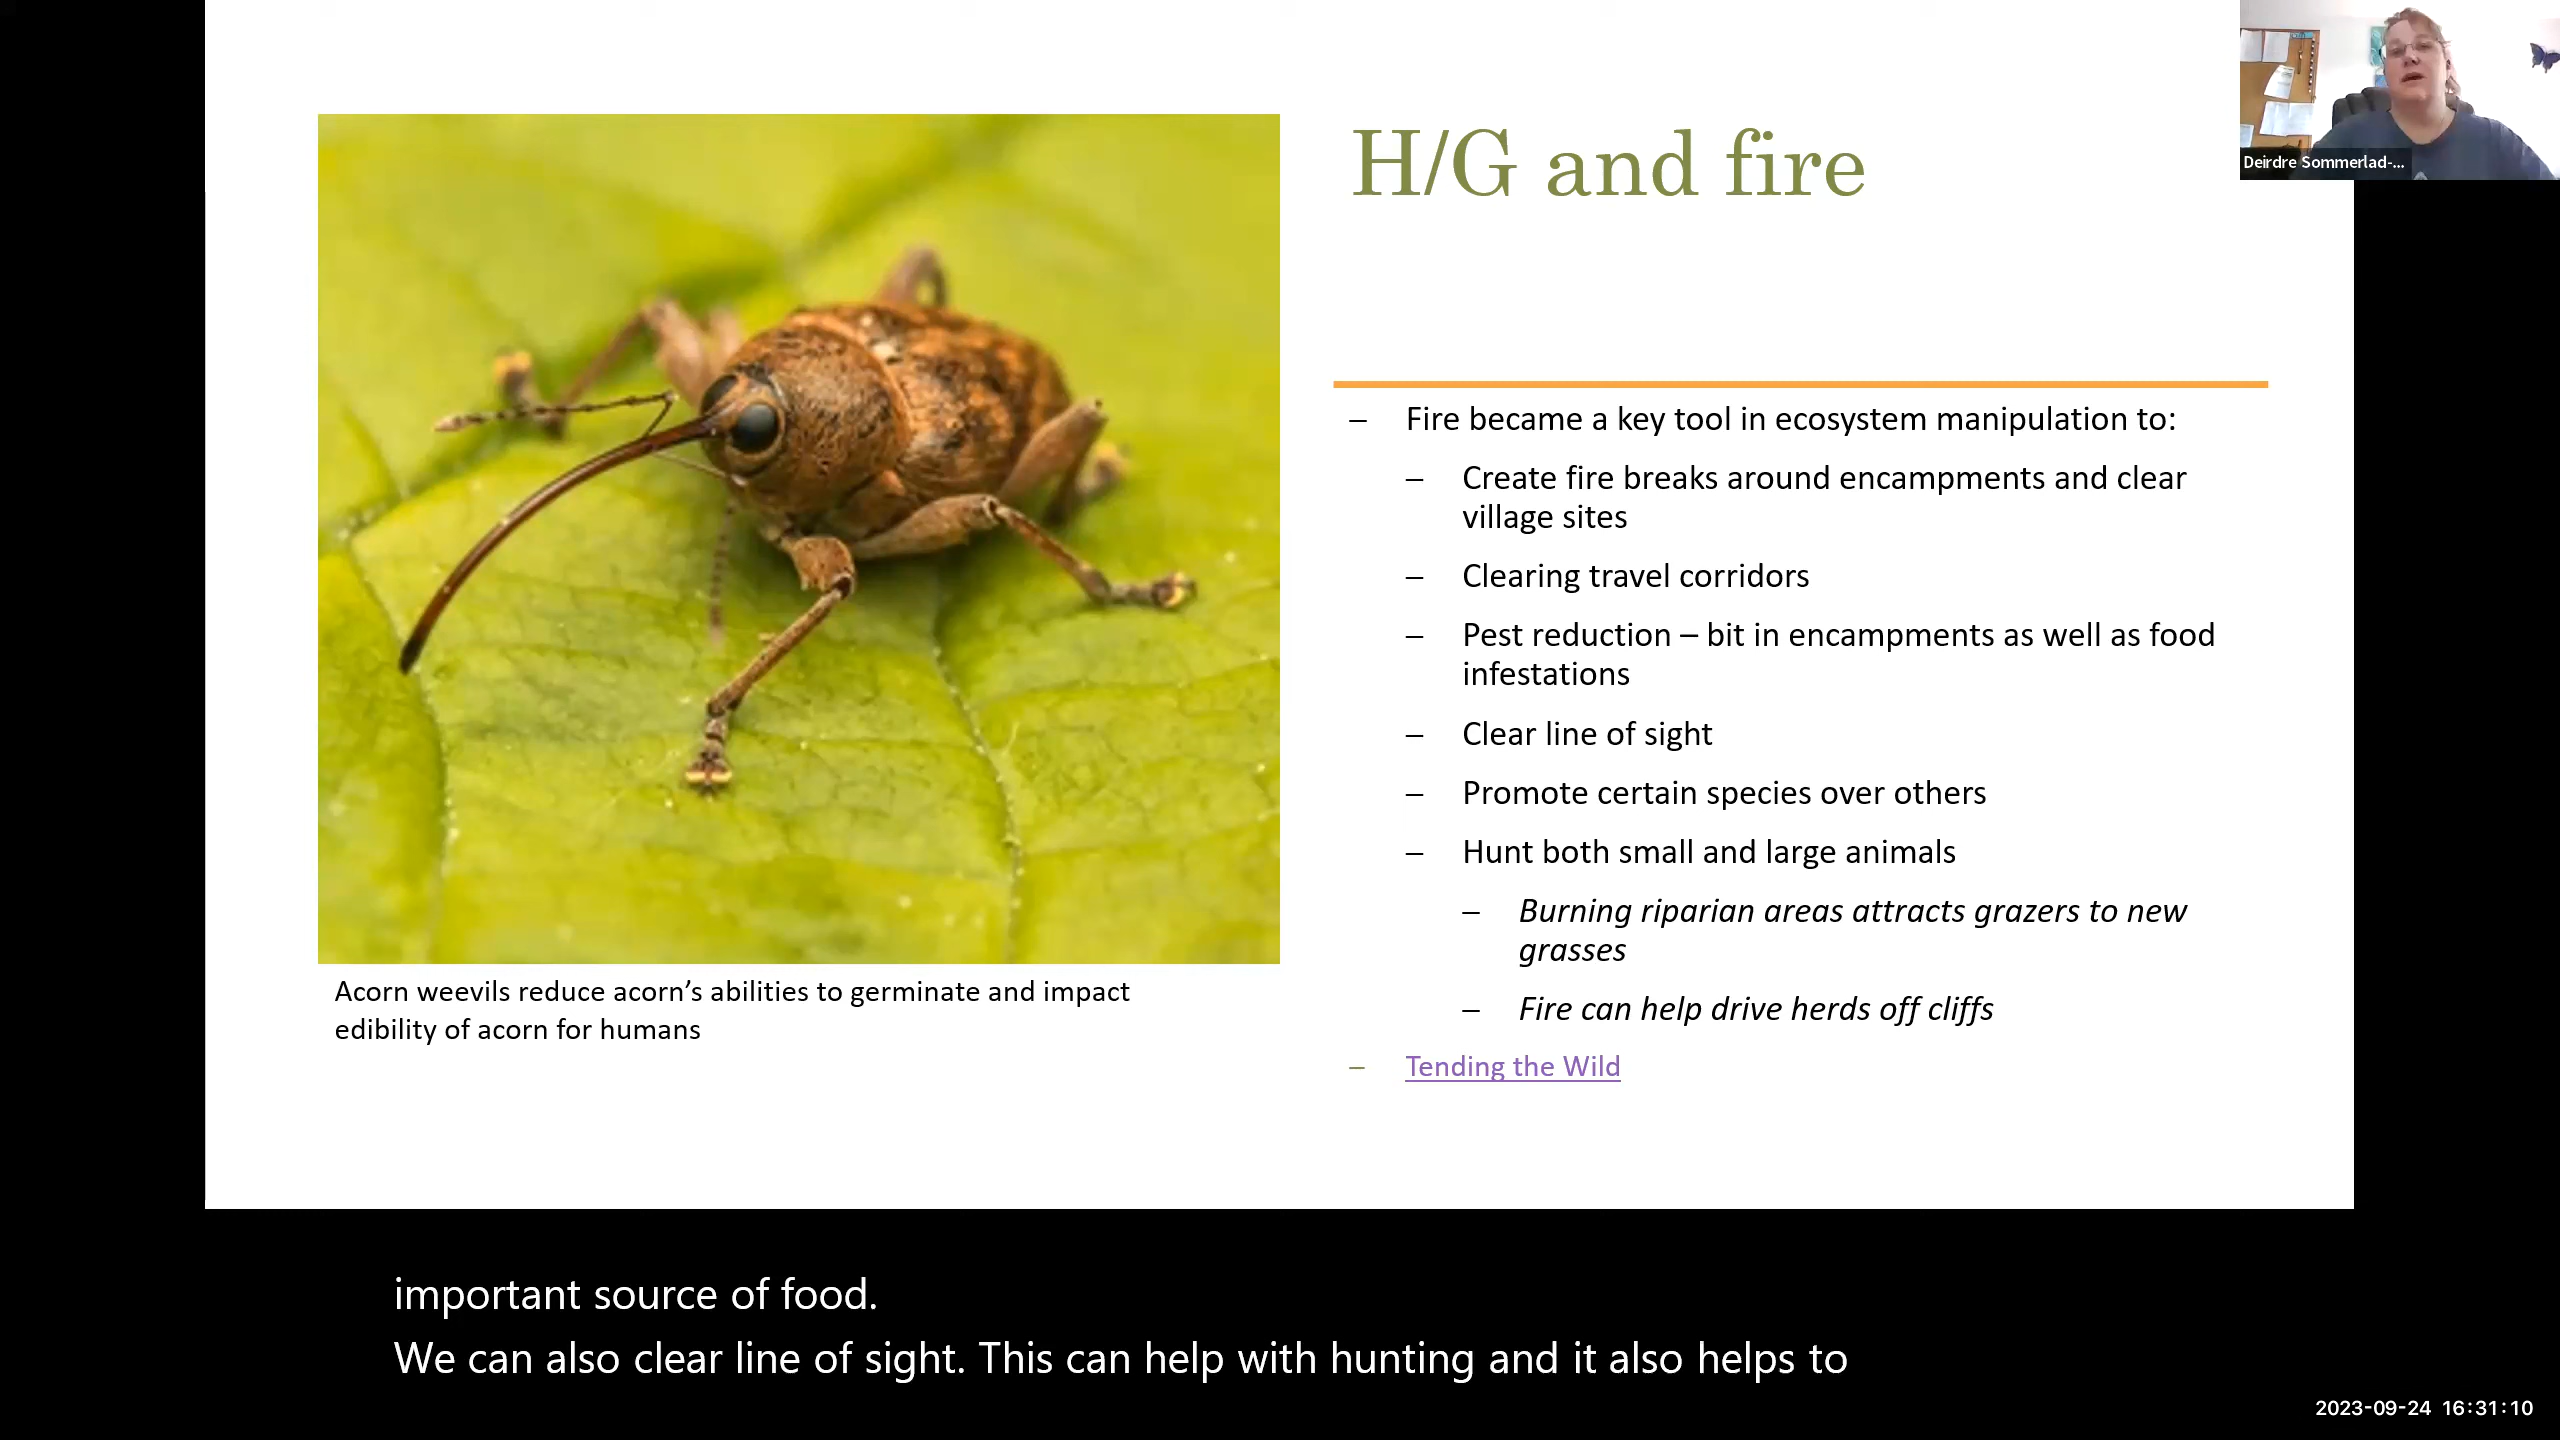 H/G and fire
Deirdre Sommerlad-...
– Fire became a key tool in ecosystem manipulation to:
– Create fire breaks around encampments and clear
village sites
– Clearing travel corridors
– Pest reduction – bit in encampments as well as food
infestations
– Clear line of sight
– Promote certain species over others
– Hunt both small and large animals
– Burning riparian areas attracts grazers to new
grasses
– Fire can help drive herds off cliffs
– Tending the Wild
Acorn weevils reduce acorn’s abilities to germinate and impact
edibility of acorn for humans
important source of food.
We can also clear line of sight. This can help with hunting and it also helps to
2023-09-24 16:31:10